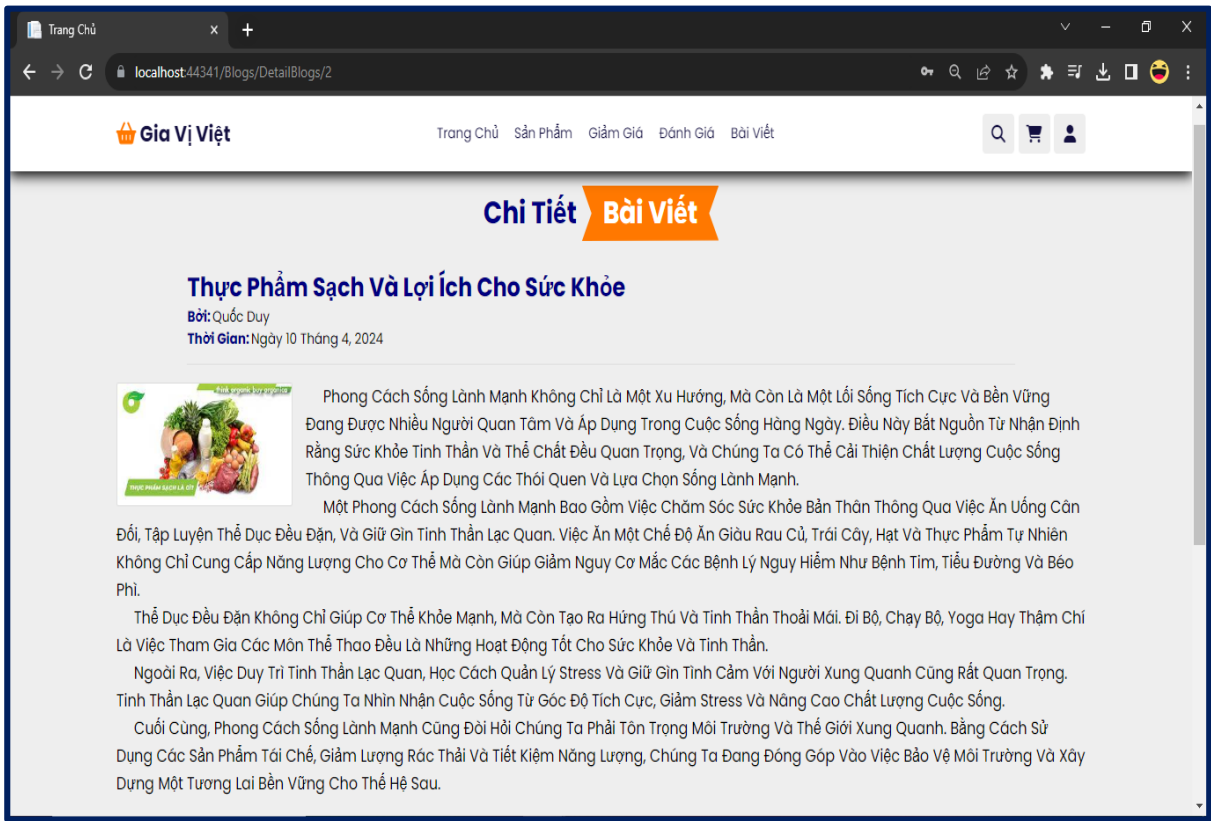 Trang Chủ
localhost:44341/Blogs/DetailBlogs/2
Gia Vị Việt
Trang Chủ Sản Phẩm Giảm Giá Đánh Giá Bài Viết
Chi Tiết Bài Viết
Thực Phẩm Sạch Và Lợi Ích Cho Sức Khỏe
Bởi: Quốc Duy
Thời Gian: Ngày 10 Tháng 4, 2024
think organic buy organics
THỰC PHẨM SẠCH LÀ GÌ?
Phong Cách Sống Lành Mạnh Không Chỉ Là Một Xu Hướng, Mà Còn Là Một Lối Sống Tích Cực Và Bền Vững
Đang Được Nhiều Người Quan Tâm Và Áp Dụng Trong Cuộc Sống Hàng Ngày. Điều Này Bắt Nguồn Từ Nhận Định
Rằng Sức Khỏe Tinh Thần Và Thể Chất Đều Quan Trọng, Và Chúng Ta Có Thể Cải Thiện Chất Lượng Cuộc Sống
Thông Qua Việc Áp Dụng Các Thói Quen Và Lựa Chọn Sống Lành Mạnh.
Một Phong Cách Sống Lành Mạnh Bao Gồm Việc Chăm Sóc Sức Khỏe Bản Thân Thông Qua Việc Ăn Uống Cân
Đối, Tập Luyện Thể Dục Đều Đặn, Và Giữ Gìn Tinh Thần Lạc Quan. Việc Ăn Một Chế Độ Ăn Giàu Rau Củ, Trái Cây, Hạt Và Thực Phẩm Tự Nhiên
Không Chỉ Cung Cấp Năng Lượng Cho Cơ Thể Mà Còn Giúp Giảm Nguy Cơ Mắc Các Bệnh Lý Nguy Hiểm Như Bệnh Tim, Tiểu Đường Và Béo
Phì.
Thể Dục Đều Đặn Không Chỉ Giúp Cơ Thể Khỏe Mạnh, Mà Còn Tạo Ra Hứng Thú Và Tinh Thần Thoải Mái. Đi Bộ, Chạy Bộ, Yoga Hay Thậm Chí
Là Việc Tham Gia Các Môn Thể Thao Đều Là Những Hoạt Động Tốt Cho Sức Khỏe Và Tinh Thần.
Ngoài Ra, Việc Duy Trì Tinh Thần Lạc Quan, Học Cách Quản Lý Stress Và Giữ Gìn Tình Cảm Với Người Xung Quanh Cũng Rất Quan Trọng.
Tinh Thần Lạc Quan Giúp Chúng Ta Nhìn Nhận Cuộc Sống Từ Góc Độ Tích Cực, Giảm Stress Và Nâng Cao Chất Lượng Cuộc Sống.
Cuối Cùng, Phong Cách Sống Lành Mạnh Cũng Đòi Hỏi Chúng Ta Phải Tôn Trọng Môi Trường Và Thế Giới Xung Quanh. Bằng Cách Sử
Dụng Các Sản Phẩm Tái Chế, Giảm Lượng Rác Thải Và Tiết Kiệm Năng Lượng, Chúng Ta Đang Đóng Góp Vào Việc Bảo Vệ Môi Trường Và Xây
Dựng Một Tương Lai Bền Vững Cho Thế Hệ Sau.